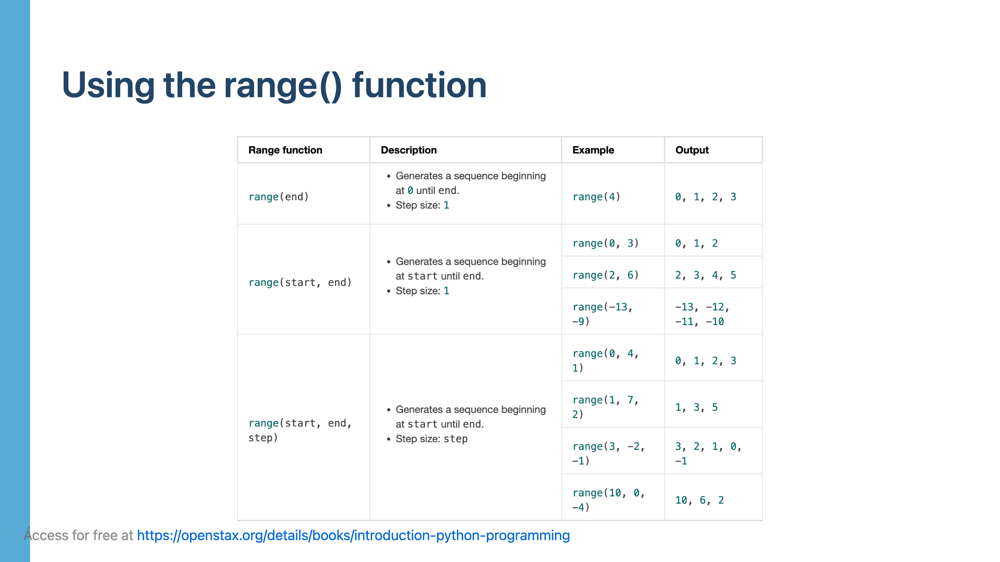 Using the range() function
Range function
Description
Example
Output
range(end)
• Generates a sequence beginning
at 0 until end.
• Step size: 1
range(4)
0, 1, 2, 3
range(start, end)
• Generates a sequence beginning
at start until end.
• Step size: 1
range(0, 3)
0, 1, 2
range(2, 6)
2, 3, 4, 5
range(-13,
-9)
-13, -12,
-11, -10
range(start, end,
step)
• Generates a sequence beginning
at start until end.
• Step size: step
range(0, 4,
1)
0, 1, 2, 3
range(1, 7,
2)
1, 3, 5
range(3, -2,
-1)
3, 2, 1, 0,
-1
range(10, 0,
-4)
10, 6, 2
Áccess for free at https://openstax.org/details/books/introduction-python-programming